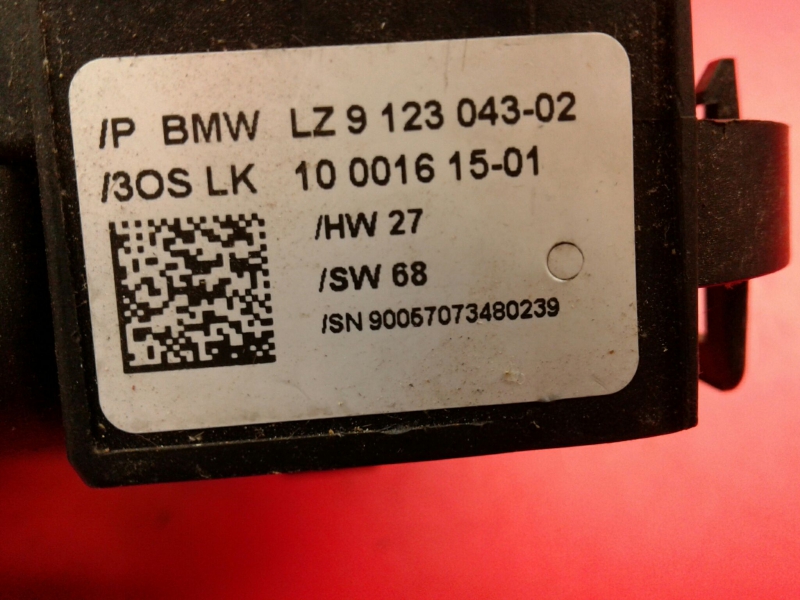 /P BMW LZ 9 123 043-02
/3OS LK 10 0016 15-01
/HW 27
/SW 68
/SN 90057073480239